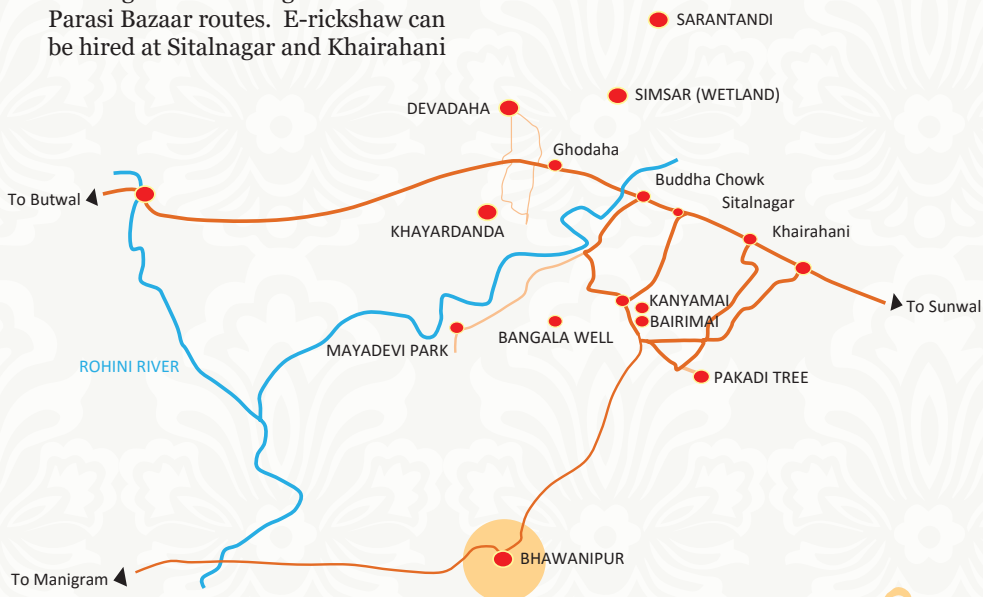 Parasi Bazaar routes. E-rickshaw can
be hired at Sitalnagar and Khairahani
SARANTANDI
SIMSAR (WETLAND)
DEVADAHA
Ghodaha
Buddha Chowk
To Butwal
Sitalnagar
KHAYARDANDA
Khairahani
KANYAMAI
To Sunwal
BAIRIMAI
BANGALA WELL
MAYADEVI PARK
ROHINI RIVER
PAKADI TREE
BHAWANIPUR
To Manigram